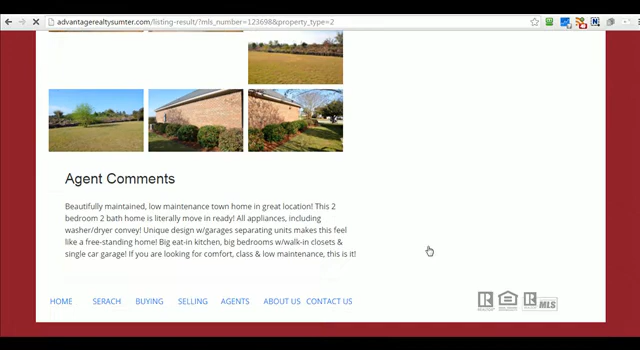 advantagerealtysumter.com/listing-result/?mls_number=123698&property_type=2
Agent Comments
Beautifully maintained, low maintenance town home in great location! This 2
bedroom 2 bath home is literally move in ready! All appliances, including
washer/dryer convey! Unique design w/garages separating units makes this feel
like a free-standing home! Big eat-in kitchen, big bedrooms w/walk-in closets &
single car garage! If you are looking for comfort, class & low maintenance, this is it!
HOME SERACH BUYING SELLING AGENTS ABOUT US CONTACT US
R R MLS